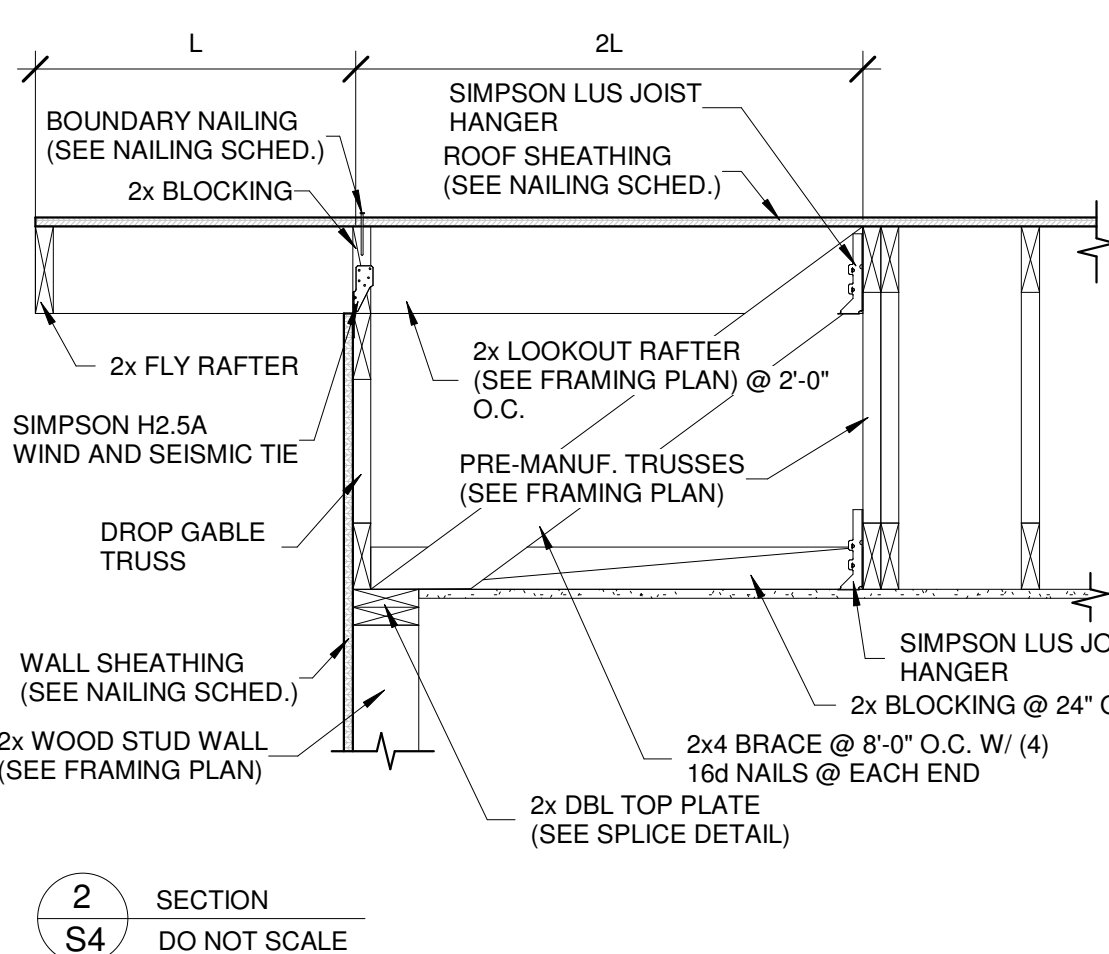 L
2L
SIMPSON LUS JOIST
HANGER
BOUNDARY NAILING
(SEE NAILING SCHED.)
ROOF SHEATHING
(SEE NAILING SCHED.)
2x BLOCKING
2x FLY RAFTER
2x LOOKOUT RAFTER
(SEE FRAMING PLAN) @ 2'-0"
O.C.
SIMPSON H2.5A
WIND AND SEISMIC TIE
PRE-MANUF. TRUSSES
(SEE FRAMING PLAN)
DROP GABLE
TRUSS
SIMPSON LUS JO
HANGER
WALL SHEATHING
(SEE NAILING SCHED.)
2x BLOCKING @ 24"
2x WOOD STUD WALL
(SEE FRAMING PLAN)
2x4 BRACE @ 8'-0" O.C. W/ (4)
16d NAILS @ EACH END
2x DBL TOP PLATE
(SEE SPLICE DETAIL)
2
SECTION
S4
DO NOT SCALE